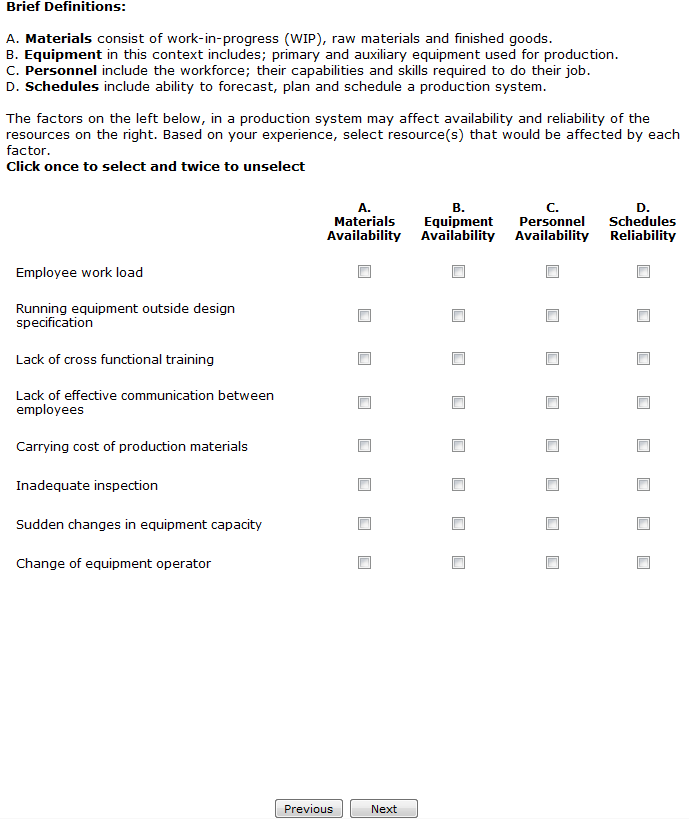 Brief Definitions:
A. Materials consist of work-in-progress (WIP), raw materials and finished goods.
B. Equipment in this context includes; primary and auxiliary equipment used for production.
C. Personnel include the workforce; their capabilities and skills required to do their job.
D. Schedules include ability to forecast, plan and schedule a production system.
The factors on the left below, in a production system may affect availability and reliability of the
resources on the right. Based on your experience, select resource(s) that would be affected by each
factor.
Click once to select and twice to unselect
A. B. C. D.
Materials Equipment Personnel Schedules
Availability Availability Availability Reliability
Employee work load
Running equipment outside design
specification
Lack of cross functional training
Lack of effective communication between
employees
Carrying cost of production materials
Inadequate inspection
Sudden changes in equipment capacity
Change of equipment operator
Previous Next